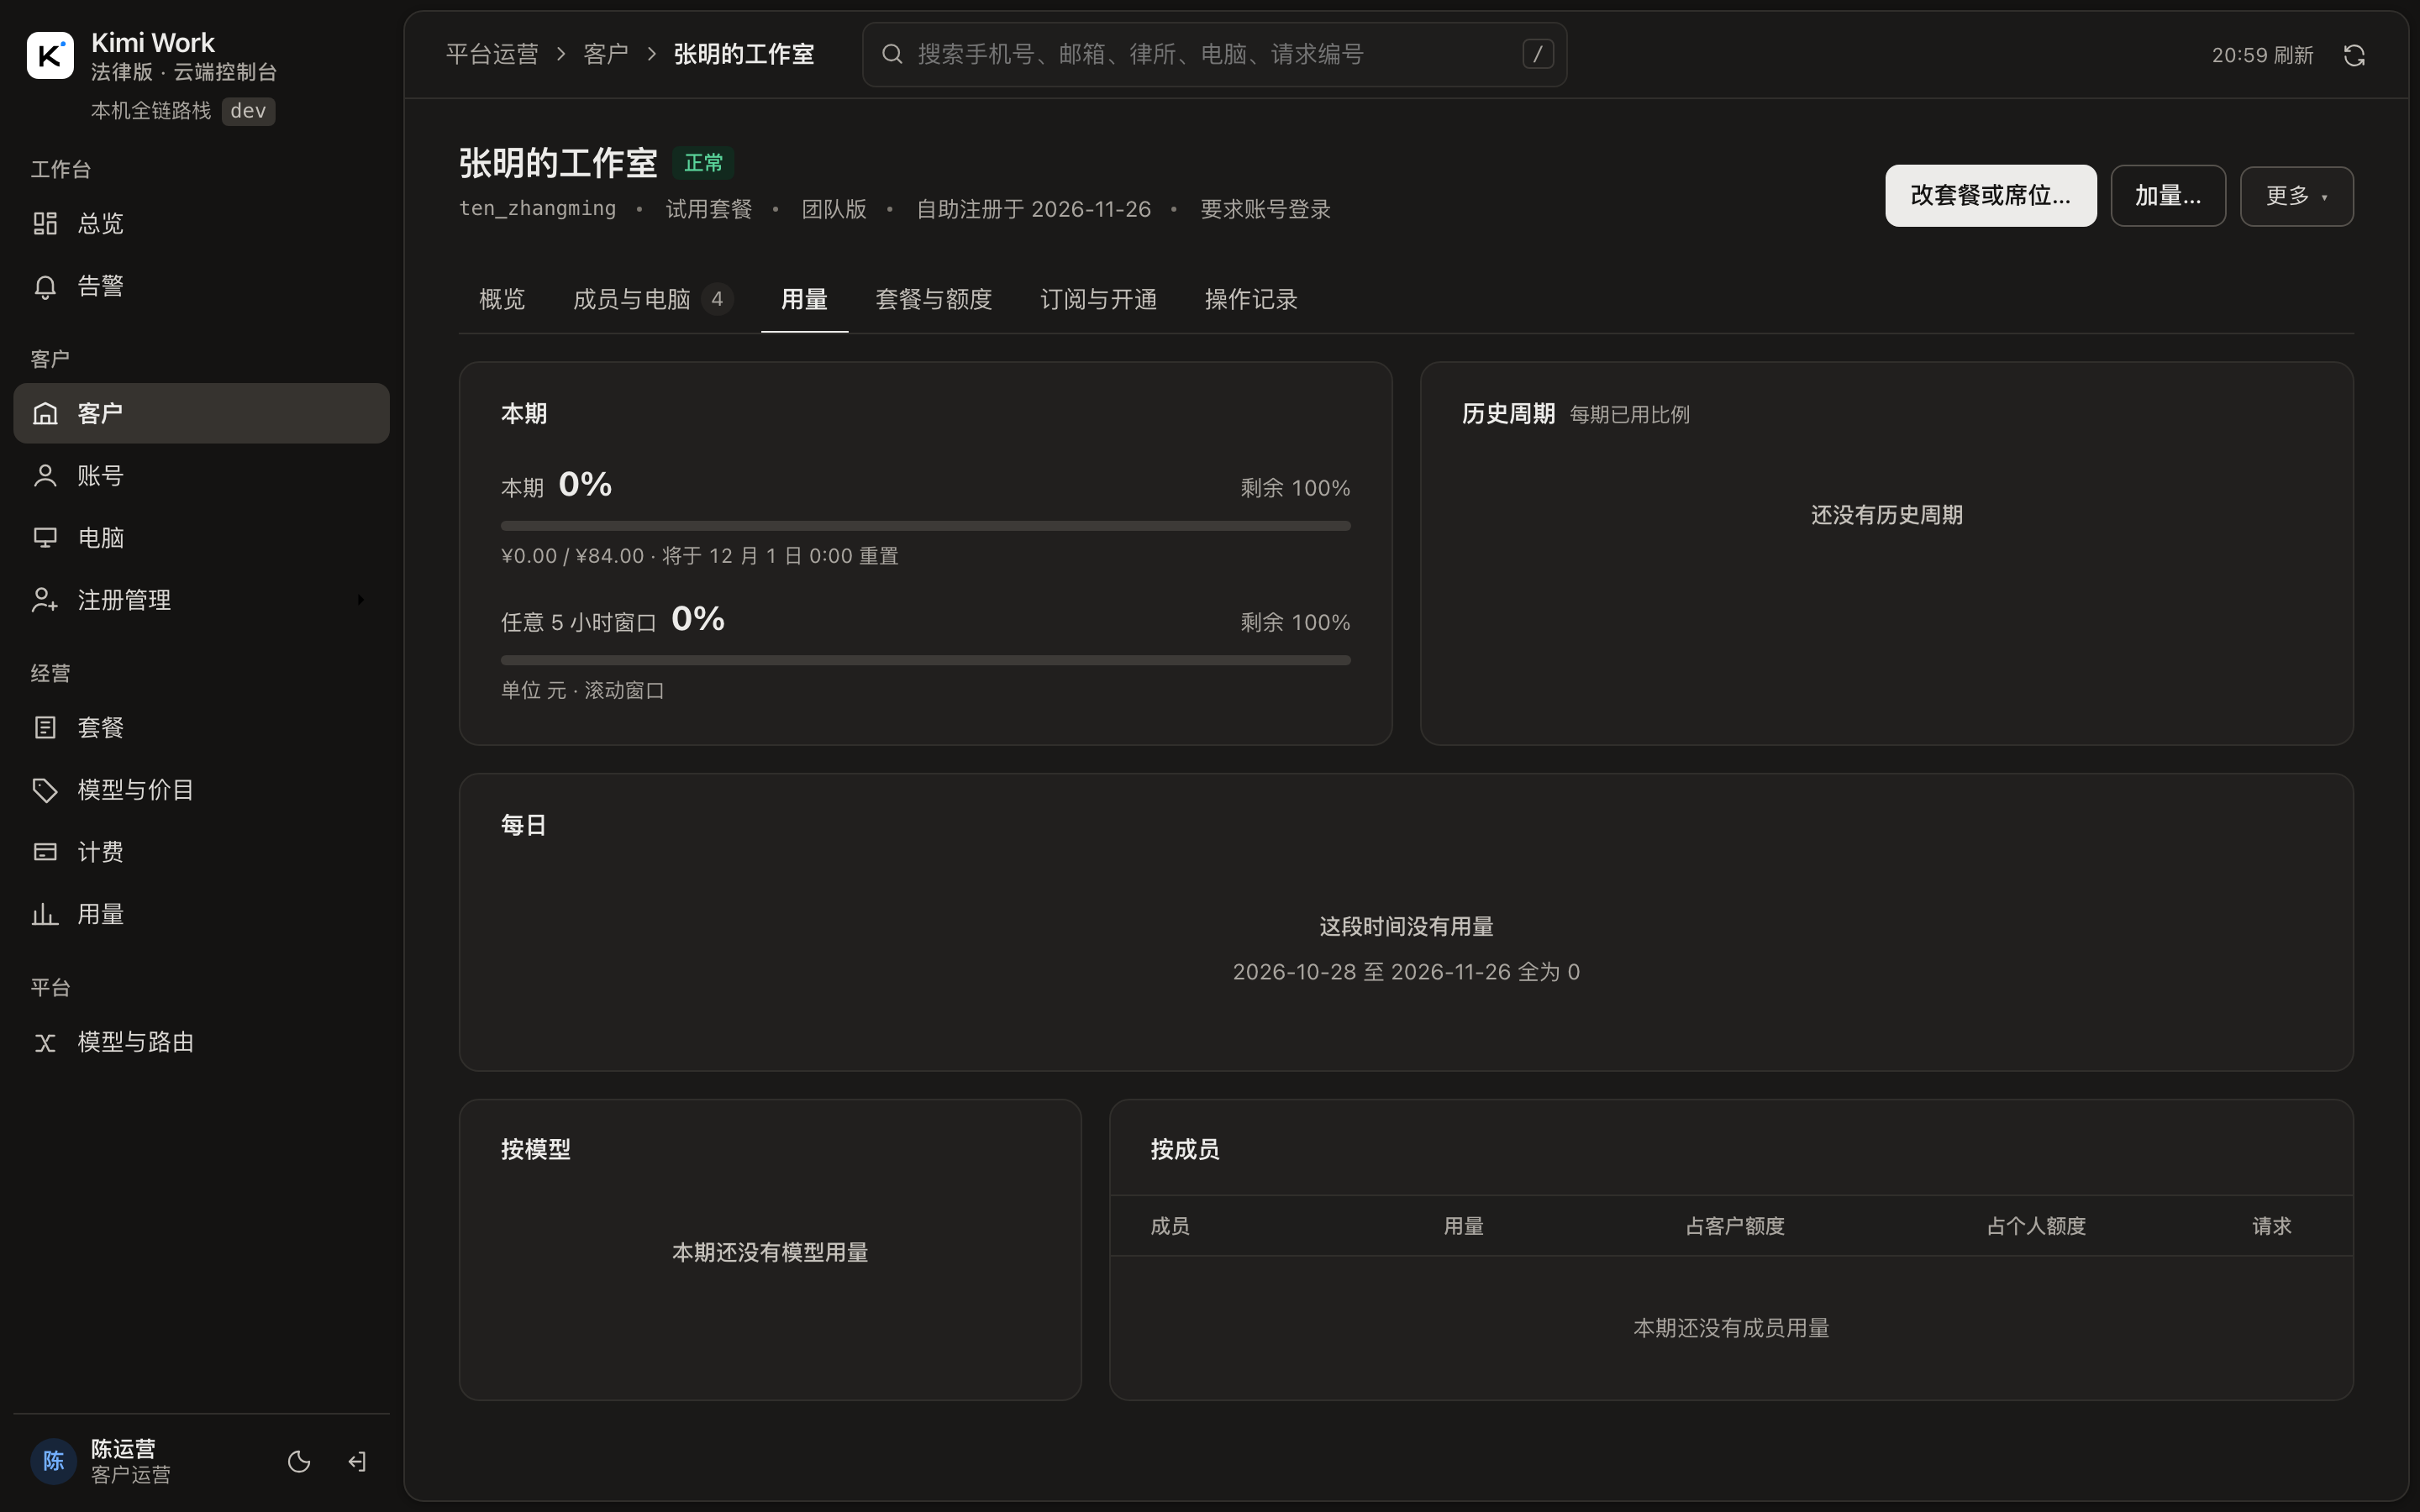 Kimi Work
法律版 · 云端控制台
本机全链路栈 dev
工作台
总览
告警
客户
客户
账号
电脑
注册管理
经营
套餐
模型与价目
计费
用量
平台
模型与路由
陈 陈运营
客户运营
平台运营 > 客户 > 张明的工作室
搜索手机号、邮箱、律所、电脑、请求编号 /
20:59 刷新
张明的工作室 正常
ten_zhangming • 试用套餐 • 团队版 • 自助注册于 2026-11-26 • 要求账号登录
改套餐或席位... 加量... 更多
概览 成员与电脑 4 用量 套餐与额度 订阅与开通 操作记录
本期
本期 0% 剩余 100%
¥0.00 / ¥84.00 · 将于 12 月 1 日 0:00 重置
任意 5 小时窗口 0% 剩余 100%
单位 元 · 滚动窗口
历史周期 每期已用比例
还没有历史周期
每日
这段时间没有用量
2026-10-28 至 2026-11-26 全为 0
按模型
本期还没有模型用量
按成员
成员 用量 占客户额度 占个人额度 请求
本期还没有成员用量